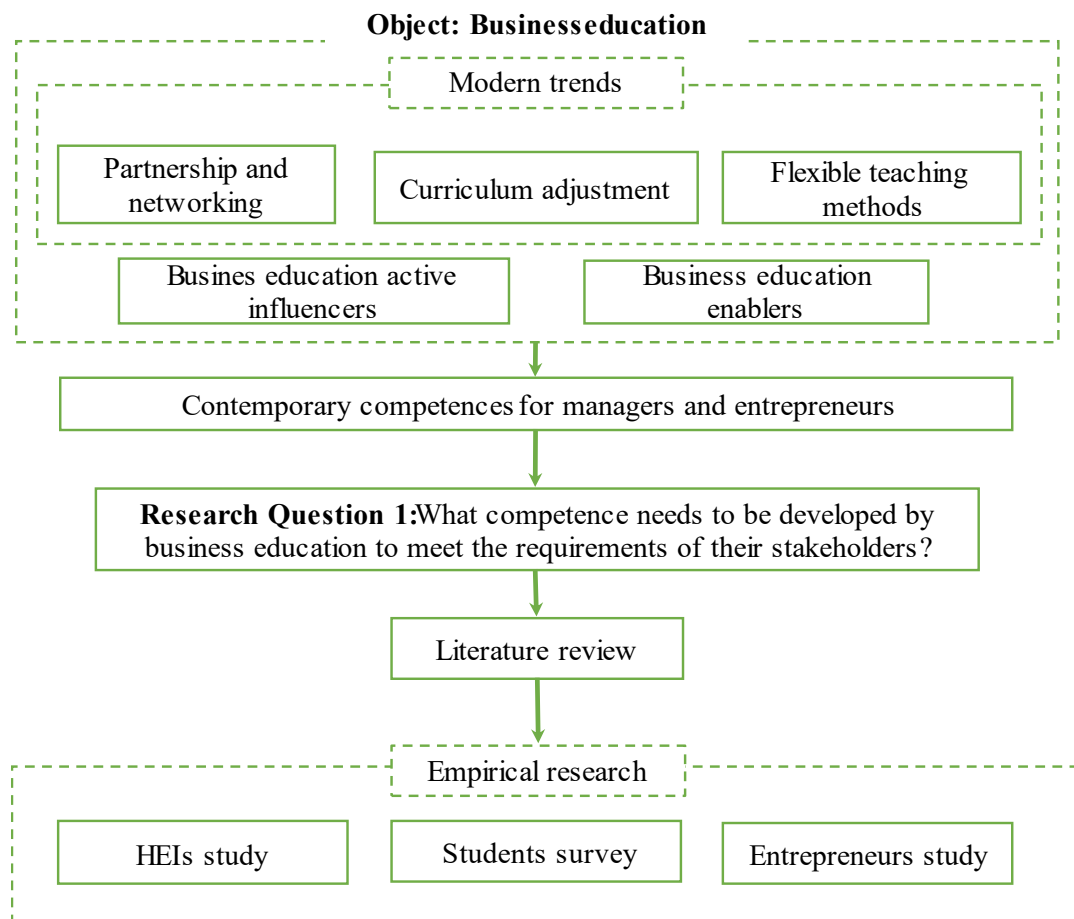 Object: Business education
Modern trends
Partnership and
networking
Curriculum adjustment
Flexible teaching
methods
Busines education active
influencers
Business education
enablers
Contemporary competences for managers and entrepreneurs
Research Question 1:What competence needs to be developed by
business education to meet the requirements of their stakeholders?
Literature review
Empirical research
HEIs study
Students survey
Entrepreneurs study